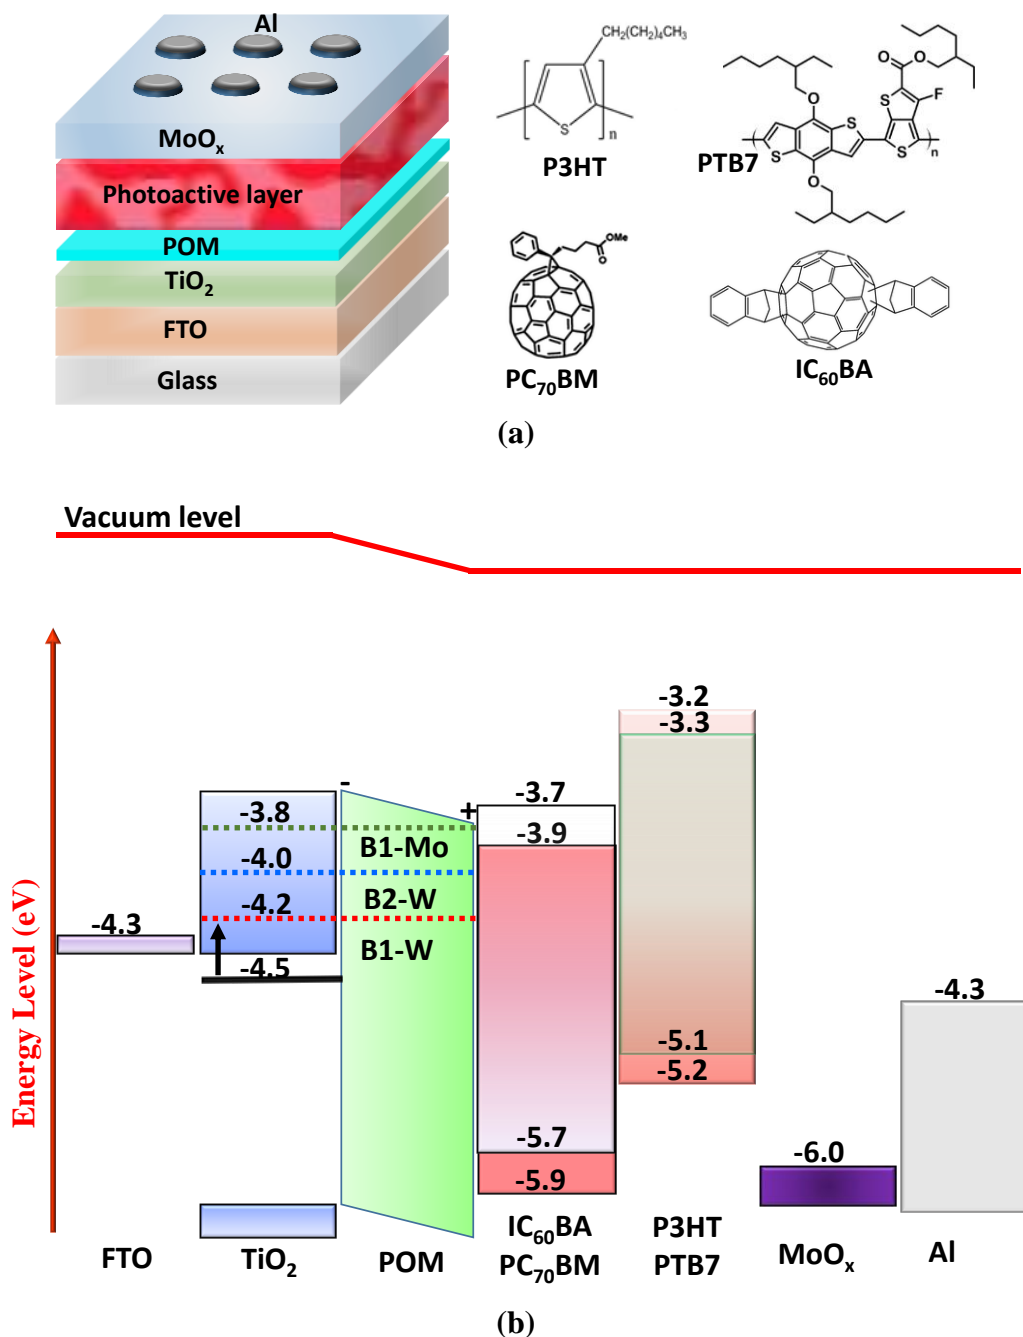 Al
MoOx
Photoactive layer
POM
TiO2
FTO
Glass
CH2(CH2)4CH3
S
n
P3HT
O
O
F
O
S
S
S
S
n
O
PTB7
OMe
O
PC70BM
IC60BA
(a)
Vacuum level
Energy Level (eV)
-3.2
-3.3
-
-3.7
+
-3.8
-3.9
B1-Mo
-4.0
B2-W
-4.2
-4.3
B1-W
-4.5
-4.3
-5.1
-5.2
-5.7
-6.0
-5.9
FTO
TiO2
POM
IC60BA
PC70BM
P3HT
PTB7
MoOx
Al
(b)